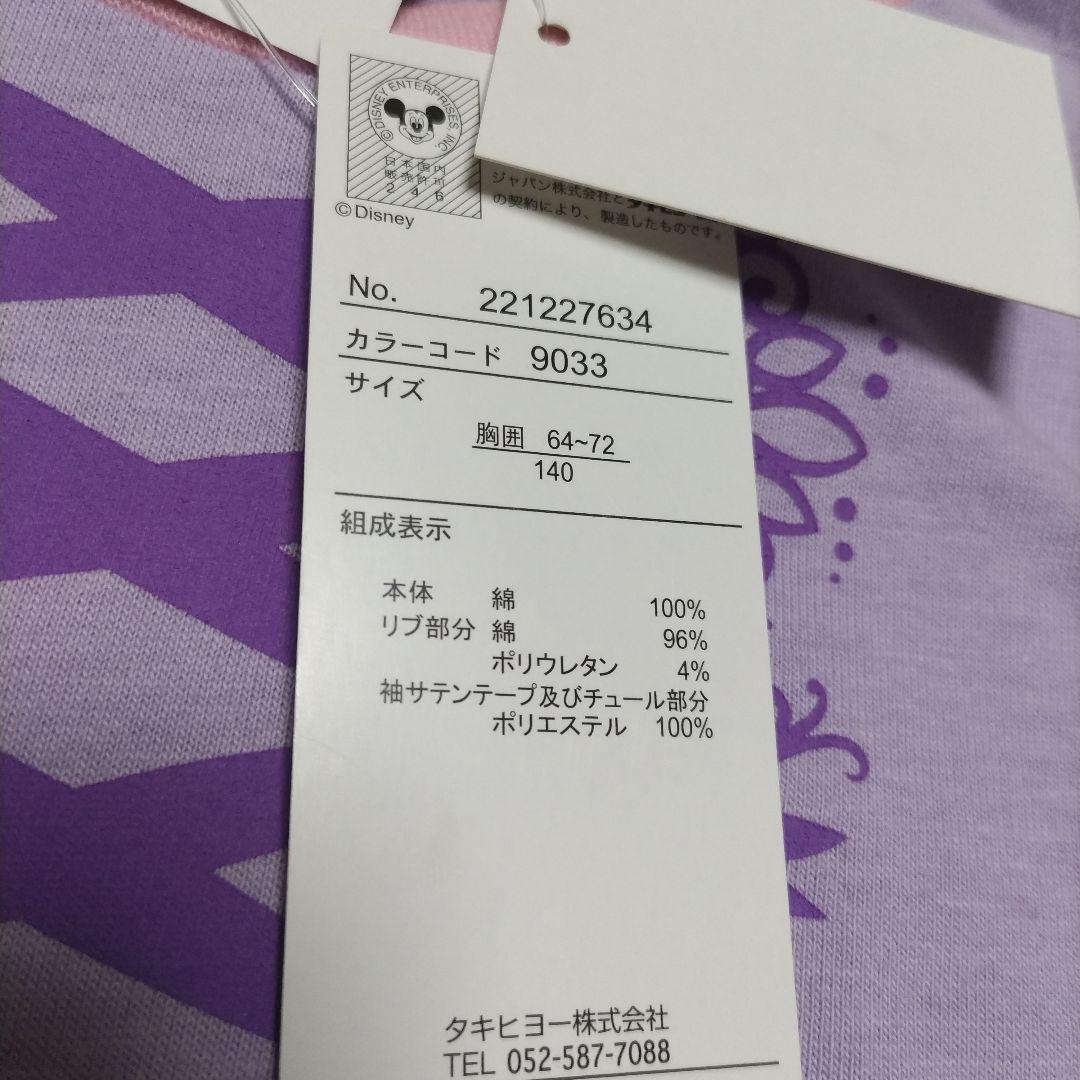 ©DISNEY ENTERPRISES, INC.
日本国内
販売許可
246
©Disney
ジャパン株式会社と
の契約により、製造したものです。
No. 221227634
カラーコード 9033
サイズ
胸囲 64~72
140
組成表示
本体 綿 100%
リブ部分 綿 96%
ポリウレタン 4%
袖サテンテープ及びチュール部分
ポリエステル 100%
タキヒヨー株式会社
TEL 052-587-7088